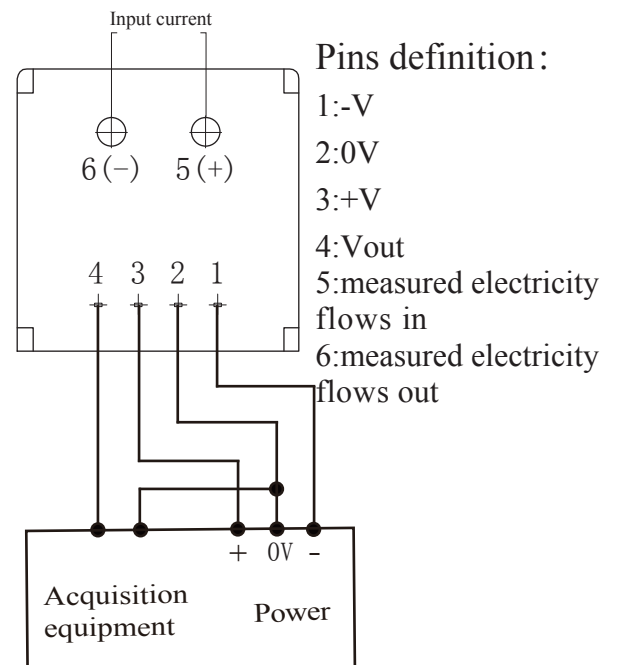 Input current
Pins definition:
1:-V
2:0V
3:+V
4:Vout
5:measured electricity
flows in
6:measured electricity
flows out
6(-) 5(+)
4 3 2 1
+ 0V -
Acquisition
equipment
Power